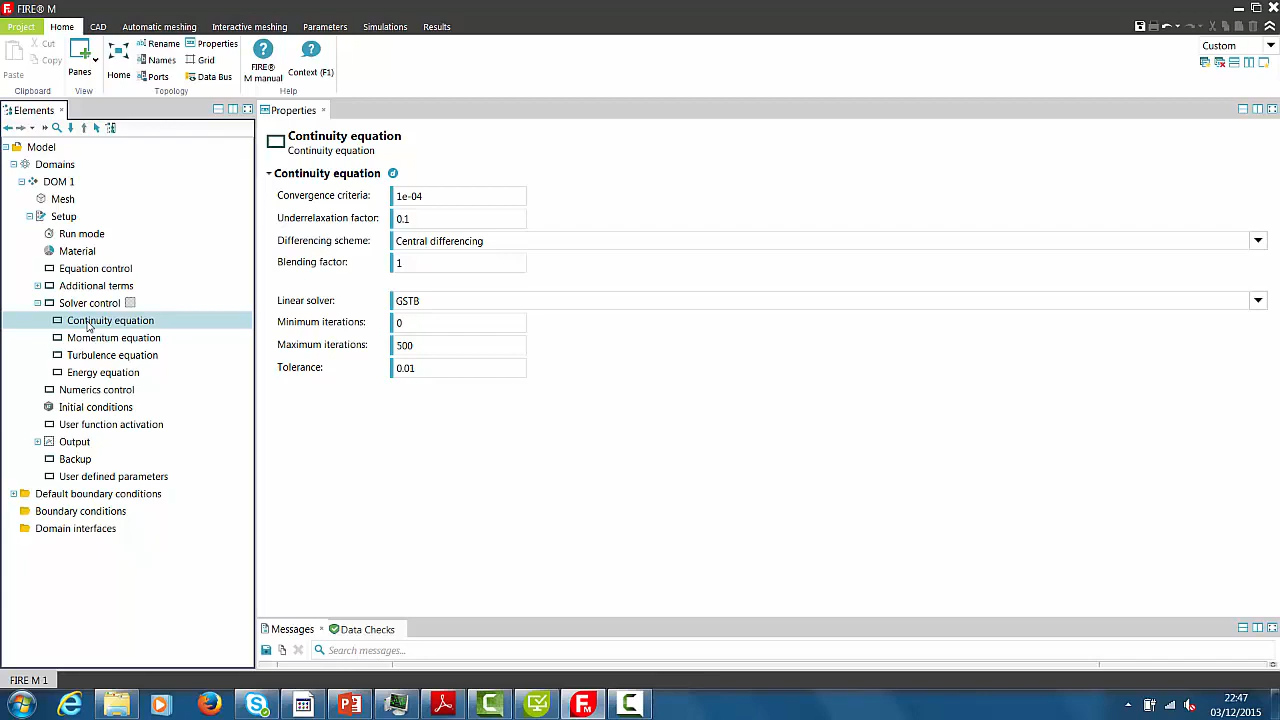 FIRE® M
Project Home CAD Automatic meshing Interactive meshing Parameters Simulations Results
Paste Cut Copy Clipboard
Panes View
Home Rename Names Ports Properties Grid Data Bus Topology
FIRE® M manual Context (F1) Help
Custom
Elements
Model
Domains
DOM 1
Mesh
Setup
Run mode
Material
Equation control
Additional terms
Solver control
Continuity equation
Momentum equation
Turbulence equation
Energy equation
Numerics control
Initial conditions
User function activation
Output
Backup
User defined parameters
Default boundary conditions
Boundary conditions
Domain interfaces
Properties
Continuity equation
Continuity equation
Continuity equation
Convergence criteria: 1e-04
Underrelaxation factor: 0.1
Differencing scheme: Central differencing
Blending factor: 1
Linear solver: GSTB
Minimum iterations: 0
Maximum iterations: 500
Tolerance: 0.01
Messages Data Checks
Search messages...
FIRE M 1
22:47
03/12/2015